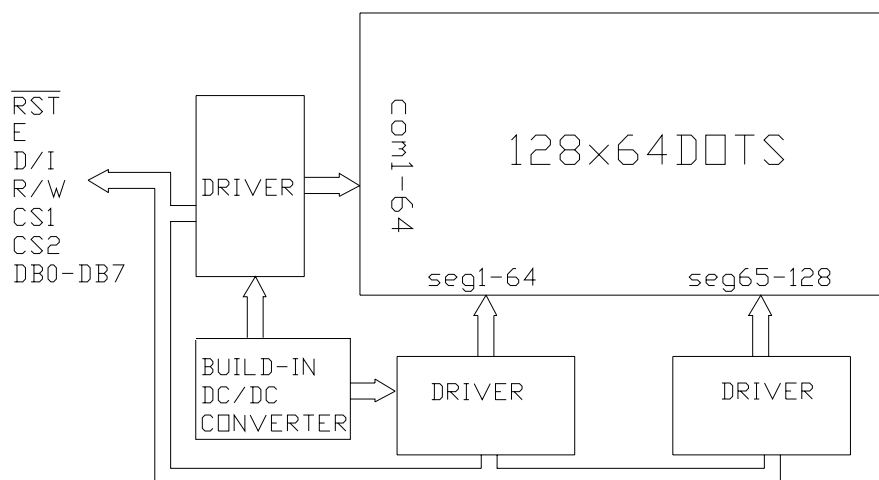 RST
E
D/I
R/W
CS1
CS2
DB0-DB7
DRIVER
com1-64
128x64DOTS
seg1-64
seg65-128
BUILD-IN
DC/DC
CONVERTER
DRIVER
DRIVER